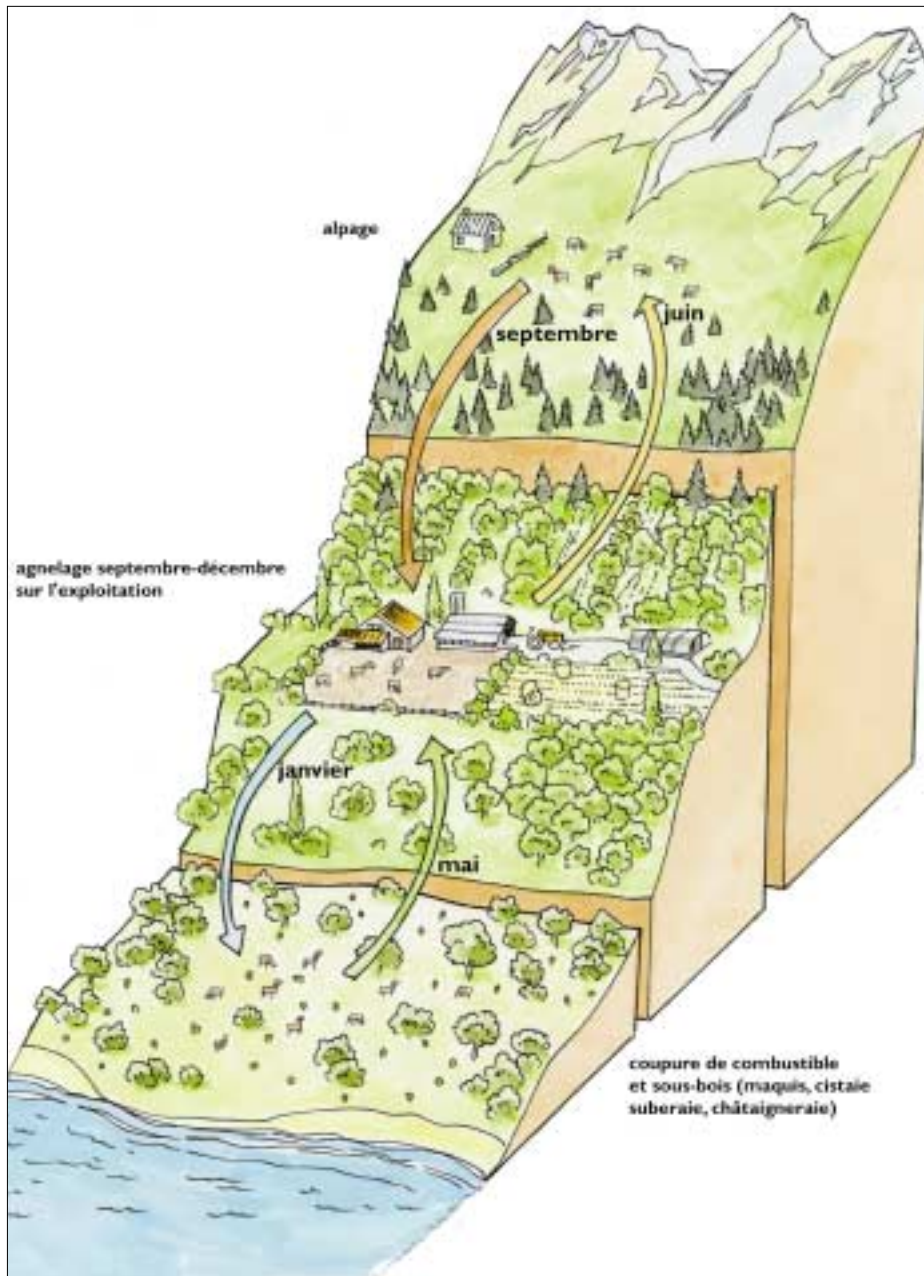 alpage
juin
septembre
agnelage septembre-décembre
sur l'exploitation
janvier
mai
coupure de combustible
et sous-bois (maquis, cistaie
suberaie, châtaigneraie)